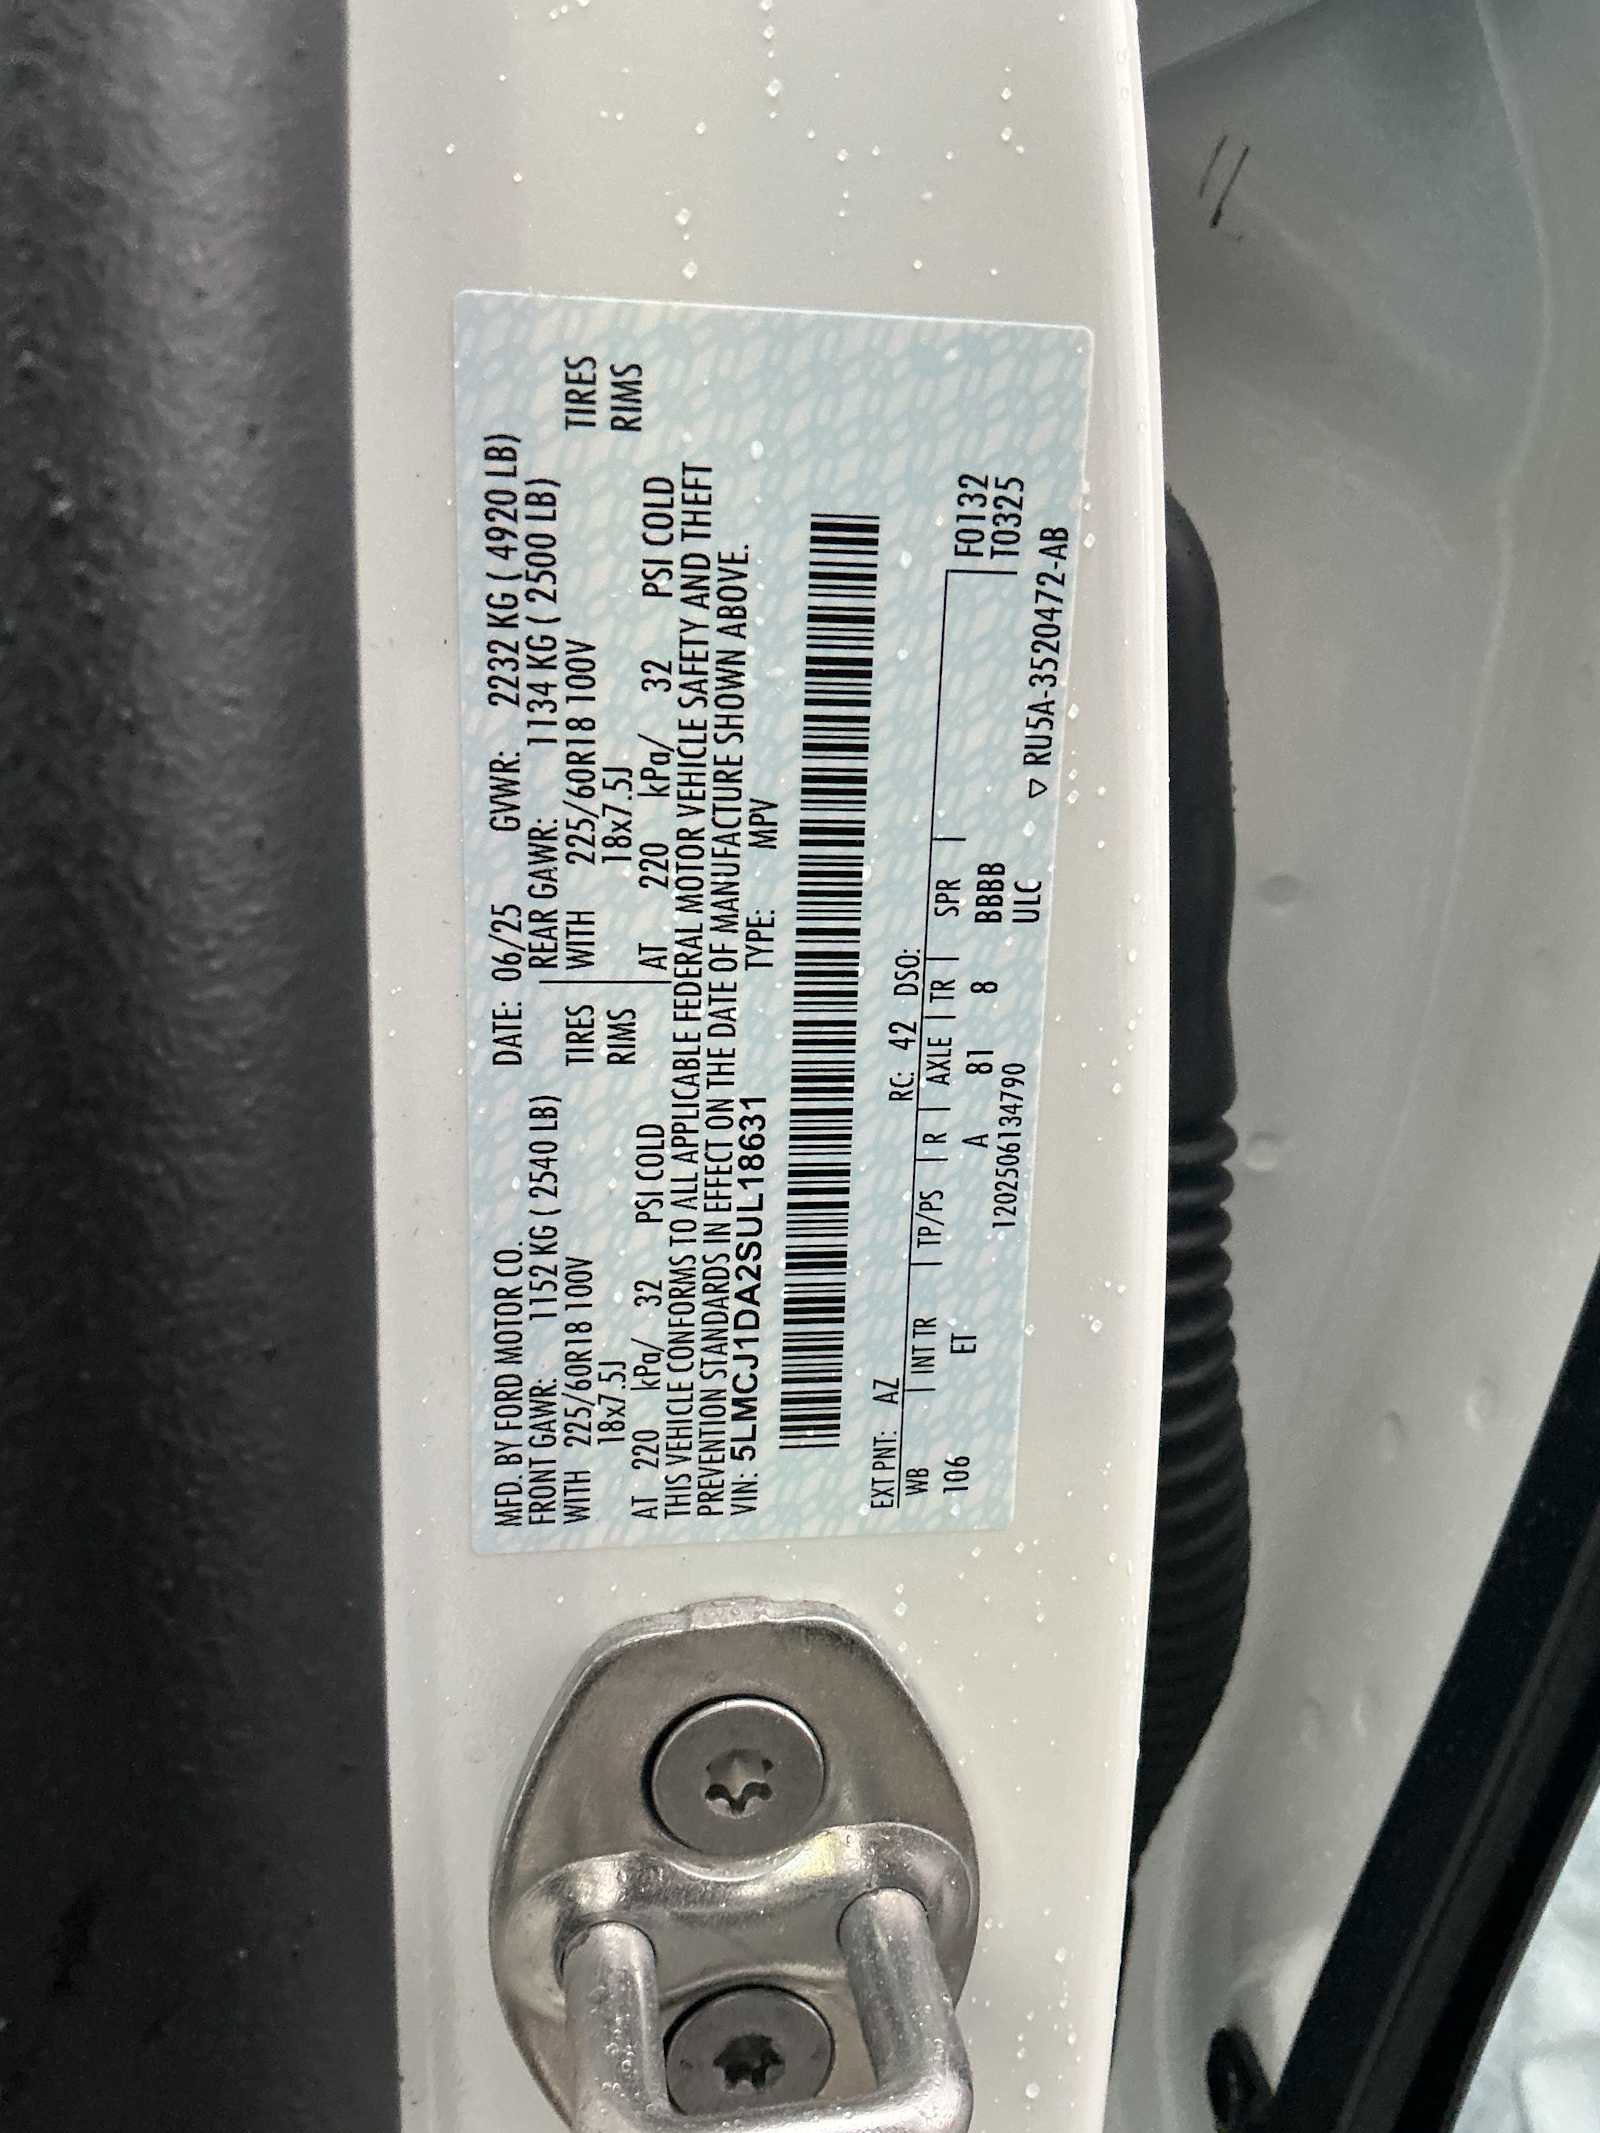 MFD. BY FORD MOTOR CO. DATE: 06/25 GVWR: 2232 KG ( 4920 LB)
FRONT GAWR: 1152 KG ( 2540 LB) REAR GAWR: 1134 KG ( 2500 LB)
WITH 225/60R18 100V TIRES WITH 225/60R18 100V TIRES
18x7.5J RIMS 18x7.5J RIMS
AT 220 kPa/ 32 PSI COLD AT 220 kPa/ 32 PSI COLD
THIS VEHICLE CONFORMS TO ALL APPLICABLE FEDERAL MOTOR VEHICLE SAFETY AND THEFT
PREVENTION STANDARDS IN EFFECT ON THE DATE OF MANUFACTURE SHOWN ABOVE.
VIN: 5LMCJ1DA2SUL18631 TYPE: MPV
EXT PNT: AZ RC: 42 DSO:
WB INT TR TP/PS R AXLE TR SPR F0132
106 ET A 81 8 BBBB T0325
120250613​4790 ULC ▽ RU5A-3520472-AB